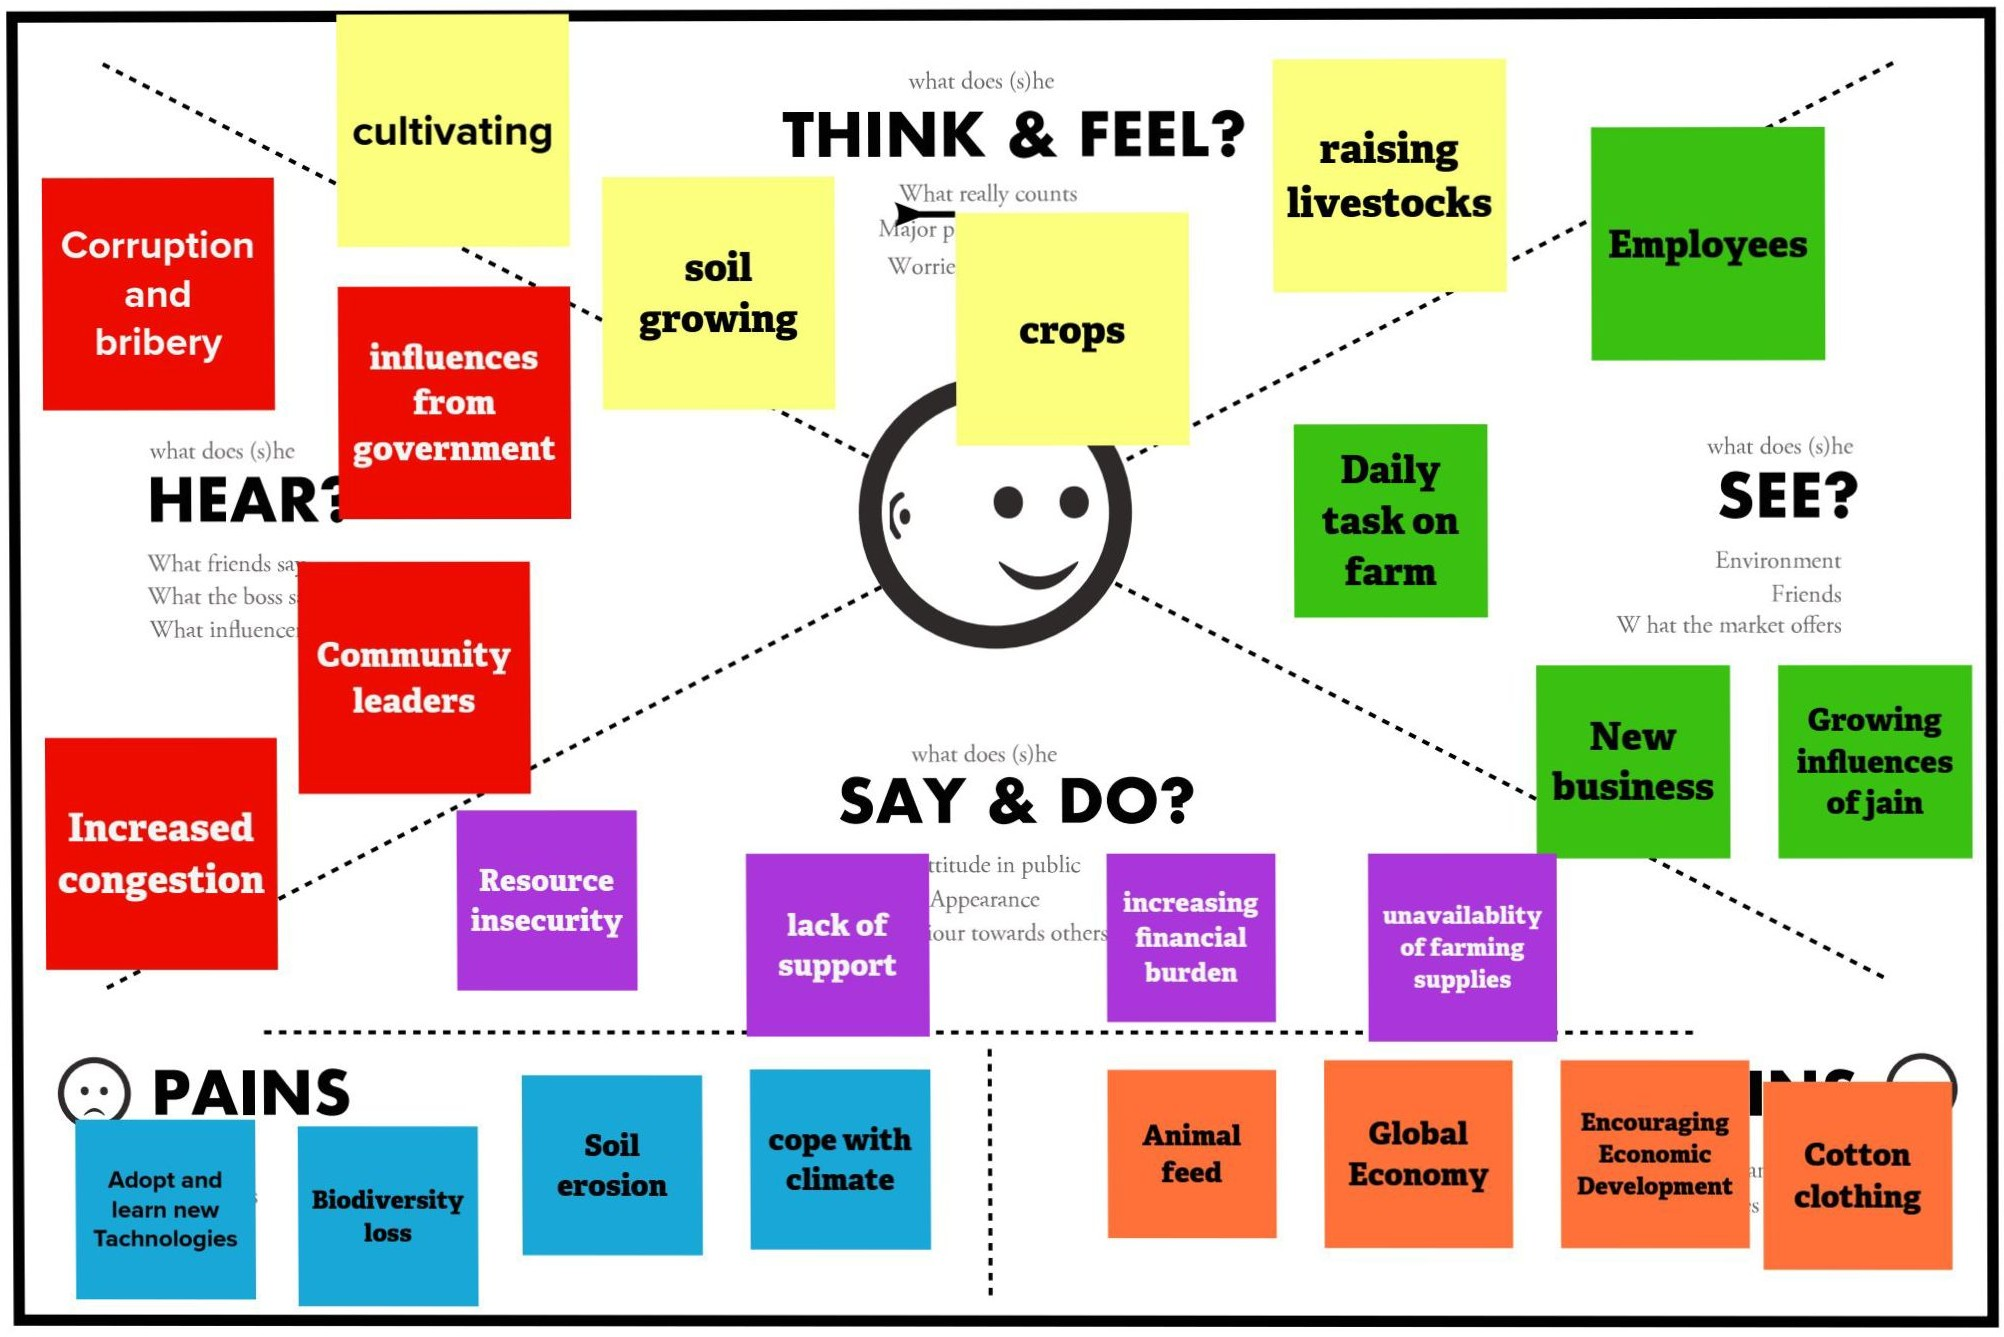 cultivating
what does (s)he
THINK & FEEL?
What really counts
Major p
Worrie
soil
growing
crops
raising
livestocks
Employees
Corruption
and
bribery
influences
from
government
what does (s)he
HEAR?
What friends say
What the boss s
What influencer
Community
leaders
Increased
congestion
Daily
task on
farm
what does (s)he
SEE?
Environment
Friends
W hat the market offers
New
business
Growing
influences
of jain
what does (s)he
SAY & DO?
ttitude in public
Appearance
iour towards others
Resource
insecurity
lack of
support
increasing
financial
burden
unavailablity
of farming
supplies
PAINS
Adopt and
learn new
Tachnologies
Biodiversity
loss
Soil
erosion
cope with
climate
Animal
feed
Global
Economy
Encouraging
Economic
Development
Cotton
clothing